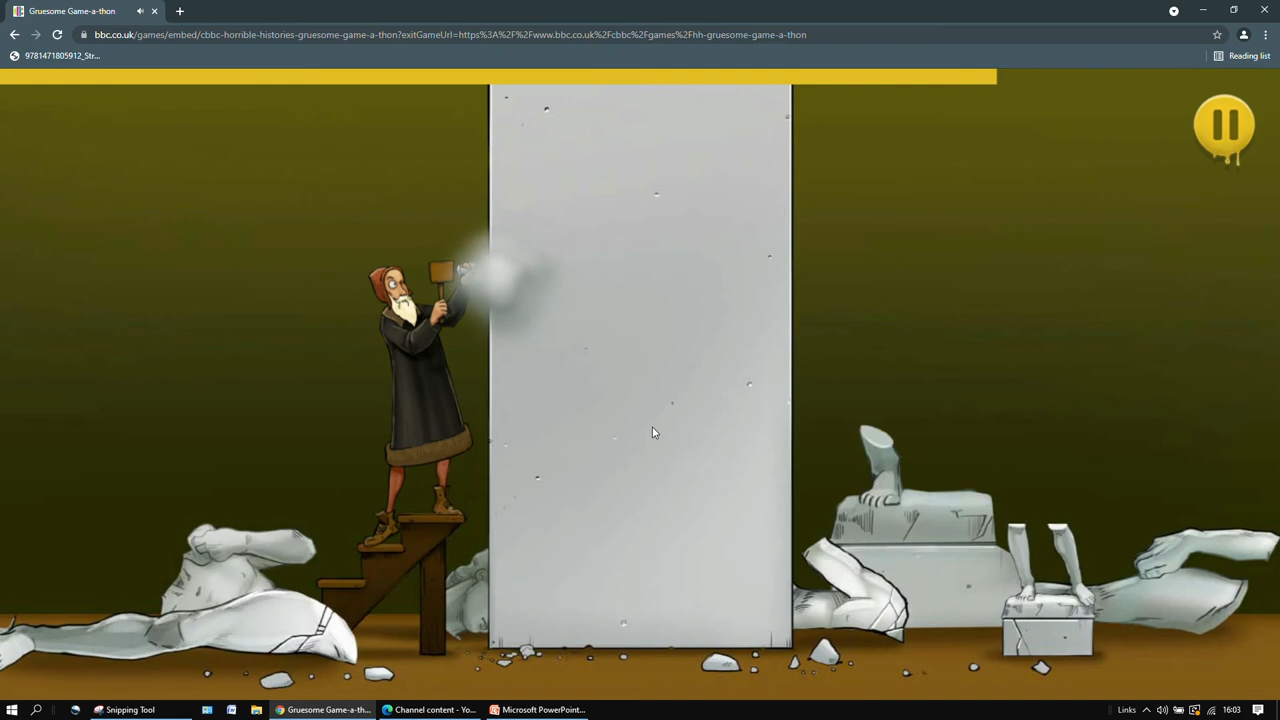 Gruesome Game-a-thon
bbc.co.uk/games/embed/cbbc-horrible-histories-gruesome-game-a-thon?exitGameUrl=https%3A%2F%2Fwww.bbc.co.uk%2Fcbbc%2Fgames%2Fhh-gruesome-game-a-thon
9781471805912_Str...
Reading list
Snipping Tool
Gruesome Game-a-th...
Channel content - Yo...
Microsoft PowerPoint...
Links
16:03